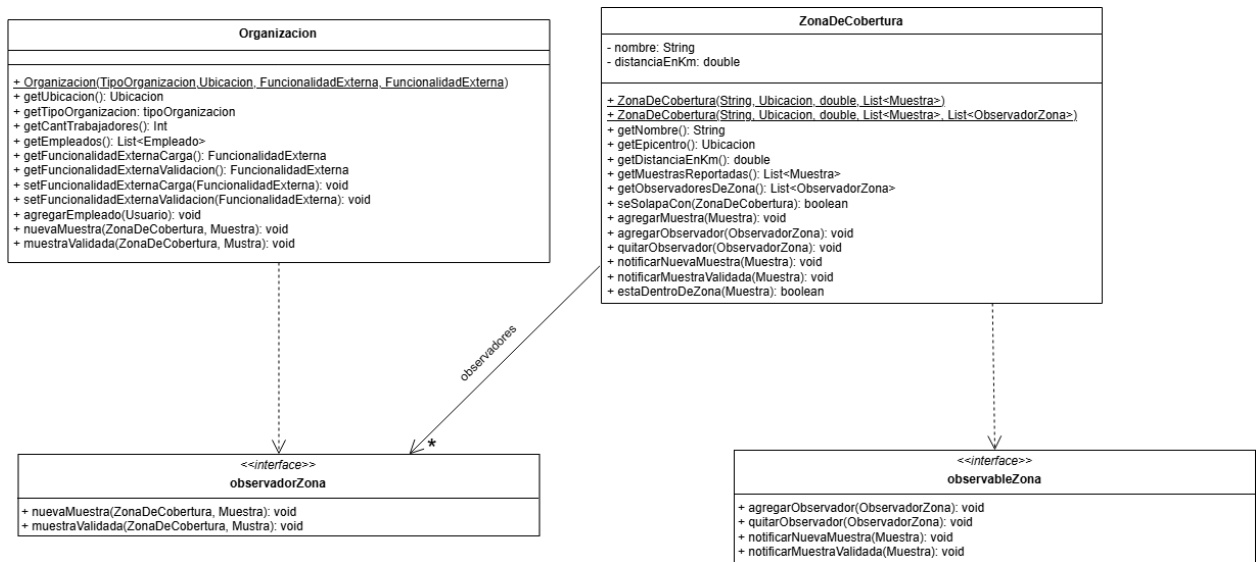 Organizacion
+ Organizacion(TipoOrganizacion,Ubicacion, FuncionalidadExterna, FuncionalidadExterna)
+ getUbicacion(): Ubicacion
+ getTipoOrganizacion: tipoOrganizacion
+ getCantTrabajadores(): Int
+ getEmpleados(): List<Empleado>
+ getFuncionalidadExternaCarga(): FuncionalidadExterna
+ getFuncionalidadExternaValidacion(): FuncionalidadExterna
+ setFuncionalidadExternaCarga(FuncionalidadExterna): void
+ setFuncionalidadExternaValidacion(FuncionalidadExterna): void
+ agregarEmpleado(Usuario): void
+ nuevaMuestra(ZonaDeCobertura, Muestra): void
+ muestraValidada(ZonaDeCobertura, Mustra): void
ZonaDeCobertura
- nombre: String
- distanciaEnKm: double
+ ZonaDeCobertura(String, Ubicacion, double, List<Muestra>)
+ ZonaDeCobertura(String, Ubicacion, double, List<Muestra>, List<ObservadorZona>)
+ getNombre(): String
+ getEpicentro(): Ubicacion
+ getDistanciaEnKm(): double
+ getMuestrasReportadas(): List<Muestra>
+ getObservadoresDeZona(): List<ObservadorZona>
+ seSolapaCon(ZonaDeCobertura): boolean
+ agregarMuestra(Muestra): void
+ agregarObservador(ObservadorZona): void
+ quitarObservador(ObservadorZona): void
+ notificarNuevaMuestra(Muestra): void
+ notificarMuestraValidada(Muestra): void
+ estaDentroDeZona(Muestra): boolean
observadores
*
<<interface>>
observadorZona
+ nuevaMuestra(ZonaDeCobertura, Muestra): void
+ muestraValidada(ZonaDeCobertura, Mustra): void
<<interface>>
observableZona
+ agregarObservador(ObservadorZona): void
+ quitarObservador(ObservadorZona): void
+ notificarNuevaMuestra(Muestra): void
+ notificarMuestraValidada(Muestra): void